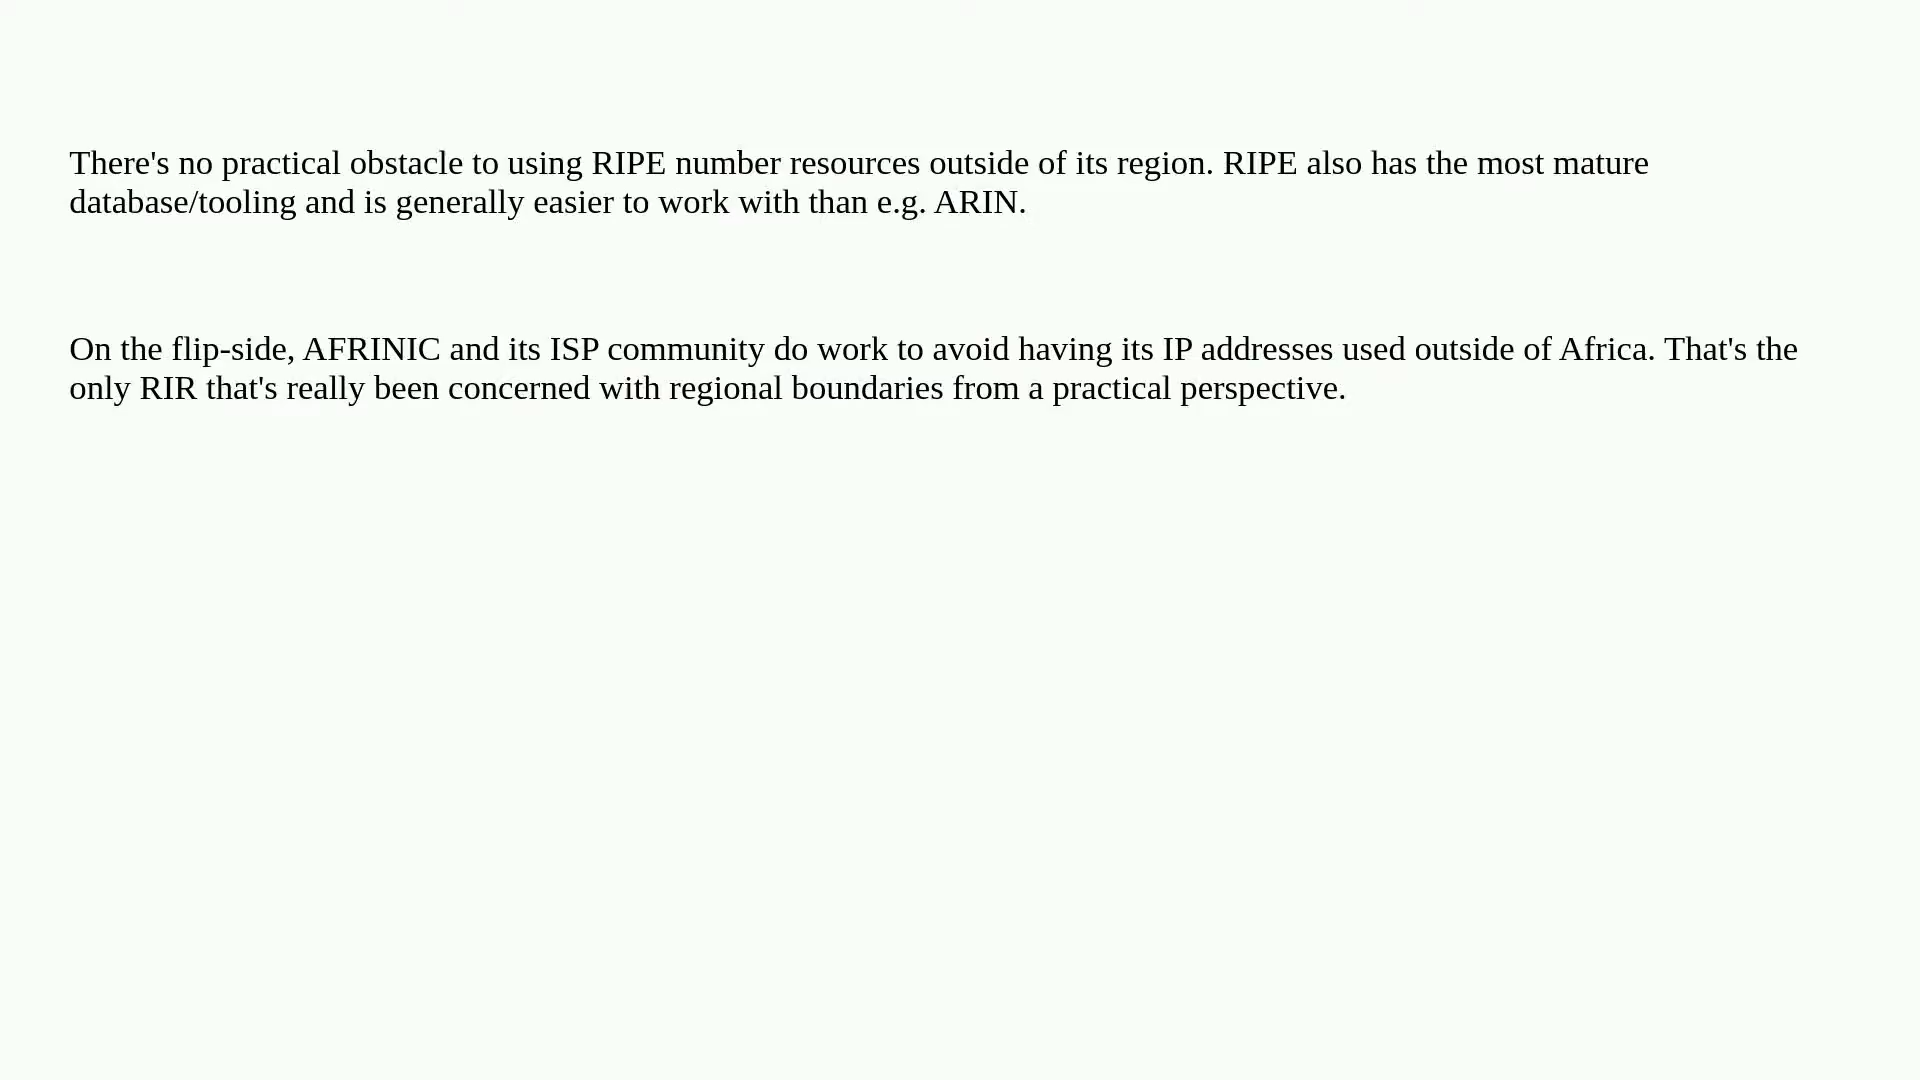 There's no practical obstacle to using RIPE number resources outside of its region. RIPE also has the most mature
database/tooling and is generally easier to work with than e.g. ARIN.
On the flip-side, AFRINIC and its ISP community do work to avoid having its IP addresses used outside of Africa. That's the
only RIR that's really been concerned with regional boundaries from a practical perspective.